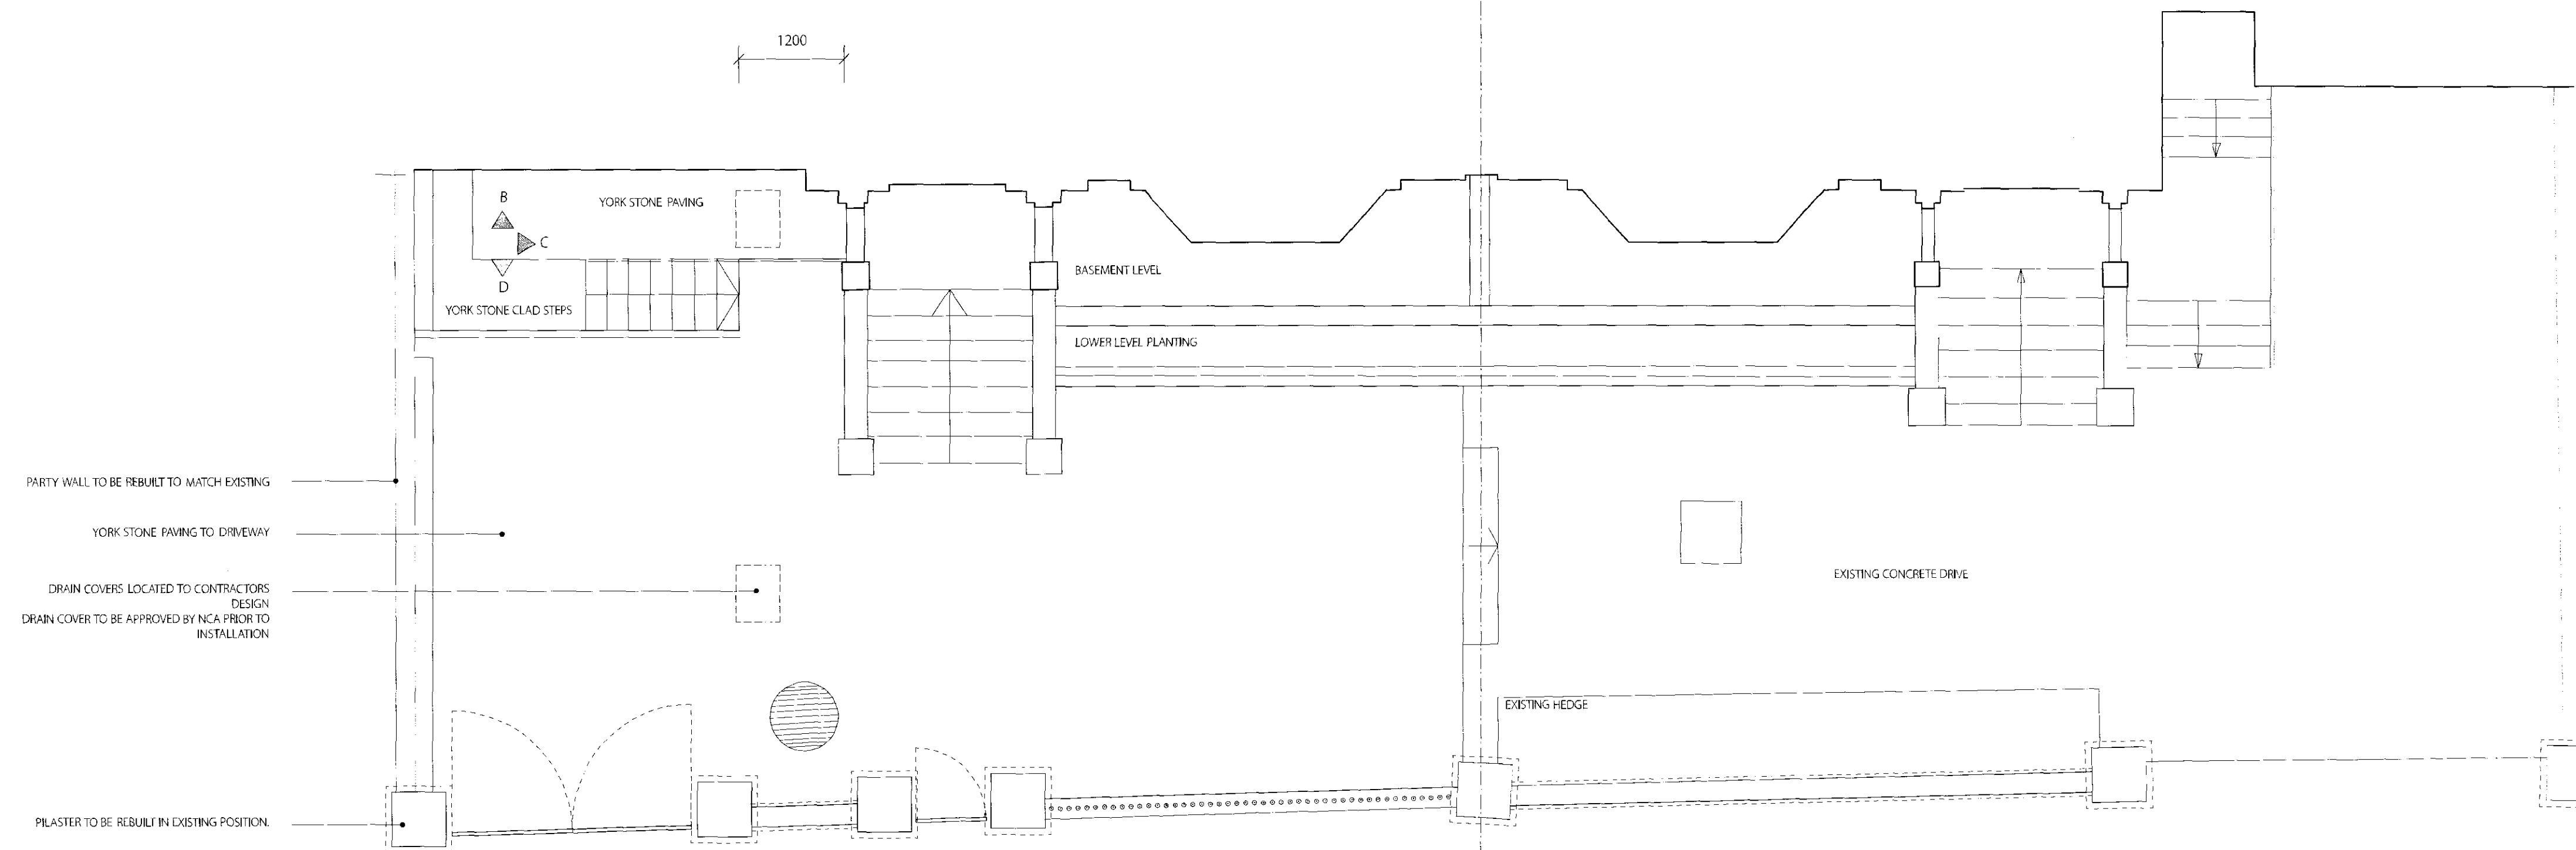 1200
B
YORK STONE PAVING
C
D
BASEMENT LEVEL
YORK STONE CLAD STEPS
LOWER LEVEL PLANTING
PARTY WALL TO BE REBUILT TO MATCH EXISTING
YORK STONE PAVING TO DRIVEWAY
EXISTING CONCRETE DRIVE
DRAIN COVERS LOCATED TO CONTRACTORS
DESIGN
DRAIN COVER TO BE APPROVED BY NCA PRIOR TO
INSTALLATION
EXISTING HEDGE
PILASTER TO BE REBUILT IN EXISTING POSITION.